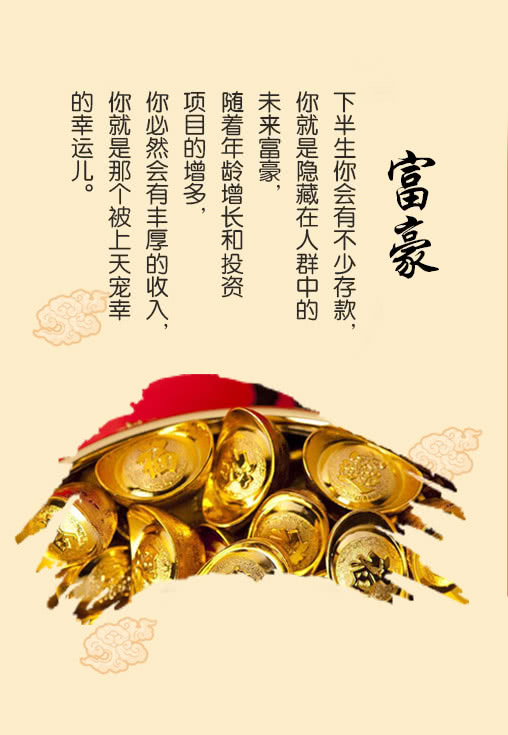 富豪
下半生你会有不少存款，
你就是隐藏在人群中的
未来富豪，
随着年龄增长和投资
项目的增多，
你必然会有丰厚的收入，
你就是那个被上天宠幸
的幸运儿。